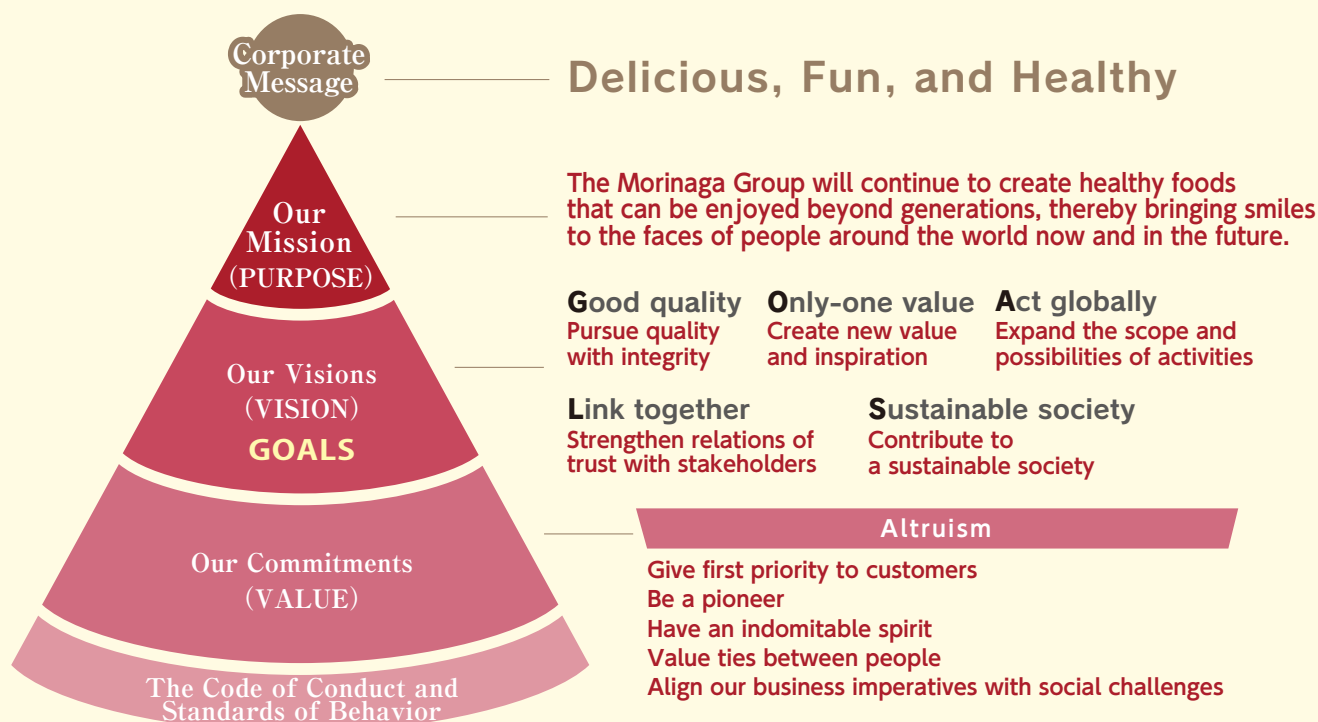 Corporate
Message
Delicious, Fun, and Healthy
Our
Mission
(PURPOSE)
The Morinaga Group will continue to create healthy foods
that can be enjoyed beyond generations, thereby bringing smiles
to the faces of people around the world now and in the future.
Our Visions
(VISION)
GOALS
Good quality
Pursue quality
with integrity
Only-one value
Create new value
and inspiration
Act globally
Expand the scope and
possibilities of activities
Link together
Strengthen relations of
trust with stakeholders
Sustainable society
Contribute to
a sustainable society
Our Commitments
(VALUE)
Altruism
Give first priority to customers
Be a pioneer
Have an indomitable spirit
Value ties between people
Align our business imperatives with social challenges
The Code of Conduct and
Standards of Behavior